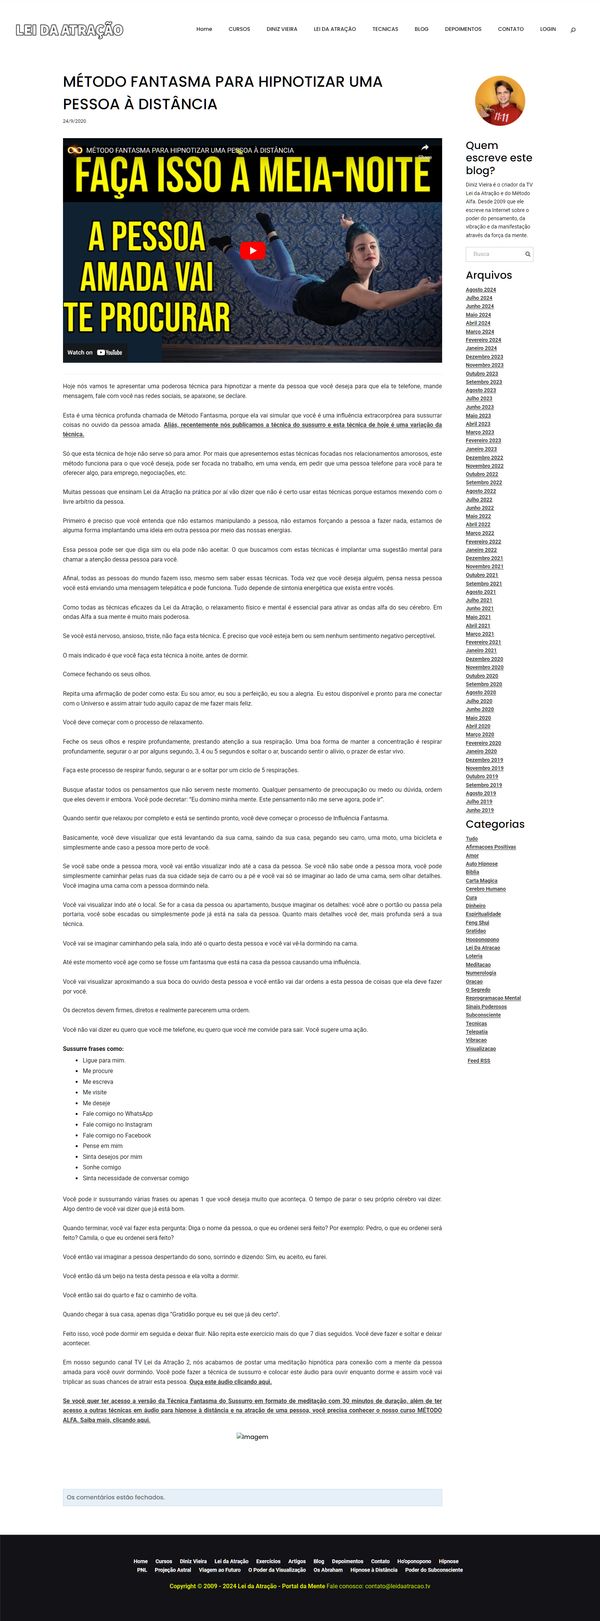 LEI DA ATRAÇÃO
Home CURSOS DINIZ VIEIRA LEI DA ATRAÇÃO TECNICAS BLOG DEPOIMENTOS CONTATO LOGIN
MÉTODO FANTASMA PARA HIPNOTIZAR UMA
PESSOA À DISTÂNCIA
24/9/2020
MÉTODO FANTASMA PARA HIPNOTIZAR UMA PESSOA À DISTÂNCIA
Share
FAÇA ISSO À MEIA-NOITE
A PESSOA
AMADA VAI
TE PROCURAR
Watch on YouTube
Hoje nós vamos te apresentar uma poderosa técnica para hipnotizar a mente da pessoa que você deseja para que ela te telefone, mande
mensagem, fale com você nas redes sociais, se apaixone, se declare.
Esta é uma técnica profunda chamada de Método Fantasma, porque ela vai simular que você é uma influência extracorpórea para sussurrar
coisas no ouvido da pessoa amada. Aliás, recentemente nós publicamos a técnica do sussurro e esta técnica de hoje é uma variação da
técnica.
Só que esta técnica de hoje não serve só para amor. Por mais que apresentemos estas técnicas focadas nos relacionamentos amorosos, este
método funciona para o que você deseja, pode ser focada no trabalho, em uma venda, em pedir que uma pessoa telefone para você para te
oferecer algo, para emprego, negociações, etc.
Muitas pessoas que ensinam Lei da Atração na prática por aí vão dizer que não é certo usar estas técnicas porque estamos mexendo com o
livre arbítrio da pessoa.
Primeiro é preciso que você entenda que não estamos manipulando a pessoa, não estamos forçando a pessoa a fazer nada, estamos de
alguma forma implantando uma ideia em outra pessoa por meio das nossas energias.
Essa pessoa pode ser que diga sim ou ela pode não aceitar. O que buscamos com estas técnicas é implantar uma sugestão mental para
chamar a atenção dessa pessoa para você.
Afinal, todas as pessoas do mundo fazem isso, mesmo sem saber essas técnicas. Toda vez que você deseja alguém, pensa nessa pessoa
você está enviando uma mensagem telepática e pode funciona. Tudo depende de sintonia energética que exista entre vocês.
Como todas as técnicas eficazes da Lei da Atração, o relaxamento físico e mental é essencial para ativar as ondas alfa do seu cérebro. Em
ondas Alfa a sua mente é muito mais poderosa.
Se você está nervoso, ansioso, triste, não faça esta técnica. É preciso que você esteja bem ou sem nenhum sentimento negativo perceptível.
O mais indicado é que você faça esta técnica à noite, antes de dormir.
Comece fechando os seus olhos.
Repita uma afirmação de poder como esta: Eu sou amor, eu sou a perfeição, eu sou a alegria. Eu estou disponível e pronto para me conectar
com o Universo e assim atrair tudo aquilo capaz de me fazer mais feliz.
Você deve começar com o processo de relaxamento.
Feche os seus olhos e respire profundamente, prestando atenção a sua respiração. Uma boa forma de manter a concentração é respirar
profundamente, segurar o ar por alguns segundo, 3, 4 ou 5 segundos e soltar o ar, buscando sentir o alívio, o prazer de estar vivo.
Faça este processo de respirar fundo, segurar o ar e soltar por um ciclo de 5 respirações.
Busque afastar todos os pensamentos que não servem neste momento. Qualquer pensamento de preocupação ou medo ou dúvida, ordem
que eles devem ir embora. Você pode decretar: "Eu domino minha mente. Este pensamento não me serve agora, pode ir".
Quando sentir que relaxou por completo e está se sentindo pronto, você deve começar o processo de Influência Fantasma.
Basicamente, você deve visualizar que está levantando da sua cama, saindo da sua casa, pegando seu carro, uma moto, uma bicicleta e
simplesmente ande caso a pessoa more perto de você.
Se você sabe onde a pessoa mora, você vai então visualizar indo até a casa da pessoa. Se você não sabe onde a pessoa mora, você pode
simplesmente caminhar pelas ruas da sua cidade seja de carro ou a pé e você vai só se imaginar ao lado de uma cama, sem olhar detalhes.
Você imagina uma cama com a pessoa dormindo nela.
Você vai visualizar indo até o local. Se for a casa da pessoa ou apartamento, busque imaginar os detalhes: você abre o portão ou passa pela
portaria, você sobe escadas ou simplesmente pode já está na sala da pessoa. Quanto mais detalhes você der, mais profunda será a sua
técnica.
Você vai se imaginar caminhando pela sala, indo até o quarto desta pessoa e você vai vê-la dormindo na cama.
Até este momento você age como se fosse um fantasma que está na casa da pessoa causando uma influência.
Você vai visualizar aproximando a sua boca do ouvido desta pessoa e você então vai dar ordens a esta pessoa de coisas que ela deve fazer
por você.
Os decretos devem firmes, diretos e realmente parecerem uma ordem.
Você não vai dizer eu quero que você me telefone, eu quero que você me convide para sair. Você sugere uma ação.
Sussurre frases como:
Ligue para mim.
Me procure
Me escreva
Me visite
Me deseje
Fale comigo no WhatsApp
Fale comigo no Instagram
Fale comigo no Facebook
Pense em mim
Sinta desejos por mim
Sonhe comigo
Sinta necessidade de conversar comigo
Você pode ir sussurrando várias frases ou apenas 1 que você deseja muito que aconteça. O tempo de parar o seu próprio cérebro vai dizer.
Algo dentro de você vai dizer que já está bom.
Quando terminar, você vai fazer esta pergunta: Diga o nome da pessoa, o que eu ordenei será feito? Por exemplo: Pedro, o que eu ordenei será
feito? Camila, o que eu ordenei será feito?
Você então vai imaginar a pessoa despertando do sono, sorrindo e dizendo: Sim, eu aceito, eu farei.
Você então dá um beijo na testa desta pessoa e ela volta a dormir.
Você então sai do quarto e faz o caminho de volta.
Quando chegar à sua casa, apenas diga "Gratidão porque eu sei que já deu certo".
Feito isso, você pode dormir em seguida e deixar fluir. Não repita este exercício mais do que 7 dias seguidos. Você deve fazer e soltar e deixar
acontecer.
Em nosso segundo canal TV Lei da Atração 2, nós acabamos de postar uma meditação hipnótica para conexão com a mente da pessoa
amada para você ouvir dormindo. Você pode fazer a técnica de sussurro e colocar este áudio para ouvir enquanto dorme e assim você vai
triplicar as suas chances de atrair esta pessoa. Ouça este áudio clicando aqui.
Se você quer ter acesso a versão da Técnica Fantasma do Sussurro em formato de meditação com 30 minutos de duração, além de ter
acesso a outras técnicas em áudio para hipnose à distância e na atração de uma pessoa, você precisa conhecer o nosso curso MÉTODO
ALFA. Saiba mais, clicando aqui.
Imagem
Os comentários estão fechados.
11:11
Quem
escreve este
blog?
Diniz Vieira é o criador da TV
Lei da Atração e do Método
Alfa. Desde 2009 que ele
escreve na Internet sobre o
poder do pensamento, da
vibração e da manifestação
através da força da mente.
Busca
Arquivos
Agosto 2024
Julho 2024
Junho 2024
Maio 2024
Abril 2024
Março 2024
Fevereiro 2024
Janeiro 2024
Dezembro 2023
Novembro 2023
Outubro 2023
Setembro 2023
Agosto 2023
Julho 2023
Junho 2023
Maio 2023
Abril 2023
Março 2023
Fevereiro 2023
Janeiro 2023
Dezembro 2022
Novembro 2022
Outubro 2022
Setembro 2022
Agosto 2022
Julho 2022
Junho 2022
Maio 2022
Abril 2022
Março 2022
Fevereiro 2022
Janeiro 2022
Dezembro 2021
Novembro 2021
Outubro 2021
Setembro 2021
Agosto 2021
Julho 2021
Junho 2021
Maio 2021
Abril 2021
Março 2021
Fevereiro 2021
Janeiro 2021
Dezembro 2020
Novembro 2020
Outubro 2020
Setembro 2020
Agosto 2020
Julho 2020
Junho 2020
Maio 2020
Abril 2020
Março 2020
Fevereiro 2020
Janeiro 2020
Dezembro 2019
Novembro 2019
Outubro 2019
Setembro 2019
Agosto 2019
Julho 2019
Junho 2019
Categorias
Tudo
Afirmacoes Positivas
Amor
Auto Hipnose
Bíblia
Carta Magica
Cerebro Humano
Cura
Dinheiro
Espiritualidade
Feng Shui
Gratidao
Hooponopono
Lei Da Atracao
Loteria
Meditacao
Numerologia
Oracao
O Segredo
Reprogramacao Mental
Sinais Poderosos
Subconsciente
Tecnicas
Telepatia
Vibracao
Visualizacao
Feed RSS
Home Cursos Diniz Vieira Lei da Atração Exercícios Artigos Blog Depoimentos Contato Ho'oponopono Hipnose
PNL Projeção Astral Viagem ao Futuro O Poder da Visualização Os Abraham Hipnose à Distância Poder do Subconsciente
Copyright © 2009 - 2024 Lei da Atração - Portal da Mente Fale conosco: contato@leidaatracao.tv